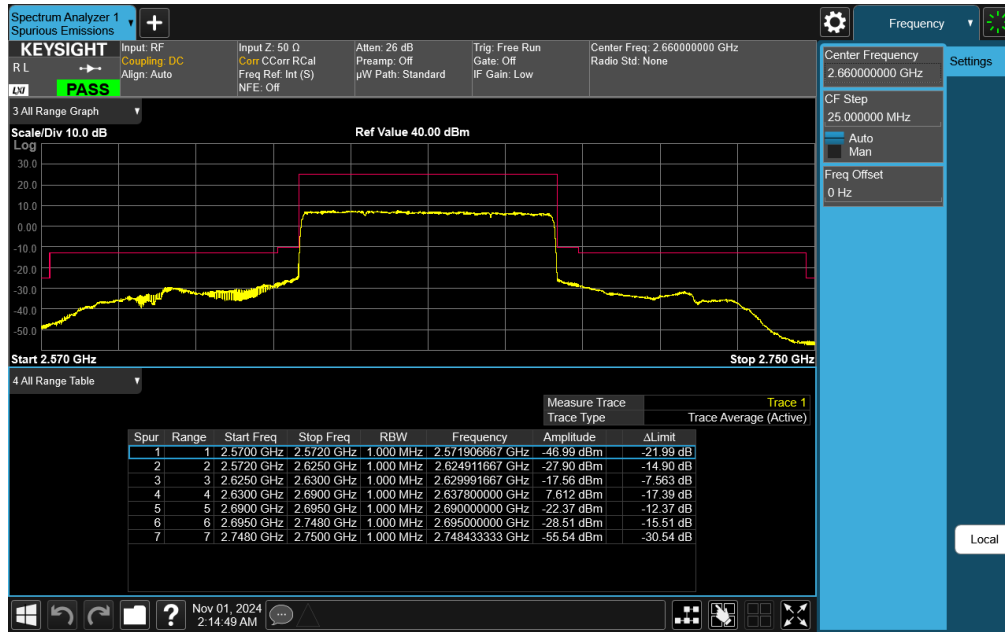 Spectrum Analyzer 1
Spurious Emissions
+
Frequency
KEYSIGHT
R L
LXI
PASS
Input: RF
Coupling: DC
Align: Auto
Input Z: 50 Ω
Corr CCorr RCal
Freq Ref: Int (S)
NFE: Off
Atten: 26 dB
Preamp: Off
µW Path: Standard
Trig: Free Run
Gate: Off
IF Gain: Low
Center Freq: 2.660000000 GHz
Radio Std: None
Center Frequency
2.660000000 GHz
Settings
CF Step
25.000000 MHz
Auto
Man
Freq Offset
0 Hz
3 All Range Graph
Scale/Div 10.0 dB
Ref Value 40.00 dBm
Log
30.0
20.0
10.0
0.00
-10.0
-20.0
-30.0
-40.0
-50.0
Start 2.570 GHz
Stop 2.750 GHz
4 All Range Table
Measure Trace Trace 1
Trace Type Trace Average (Active)
Spur Range Start Freq Stop Freq RBW Frequency Amplitude ΔLimit
1 1 2.5700 GHz 2.5720 GHz 1.000 MHz 2.571906667 GHz -46.99 dBm -21.99 dB
2 2 2.5720 GHz 2.6250 GHz 1.000 MHz 2.624911667 GHz -27.90 dBm -14.90 dB
3 3 2.6250 GHz 2.6300 GHz 1.000 MHz 2.629991667 GHz -17.56 dBm -7.563 dB
4 4 2.6300 GHz 2.6900 GHz 1.000 MHz 2.637800000 GHz 7.612 dBm -17.39 dB
5 5 2.6900 GHz 2.6950 GHz 1.000 MHz 2.690000000 GHz -22.37 dBm -12.37 dB
6 6 2.6950 GHz 2.7480 GHz 1.000 MHz 2.695000000 GHz -28.51 dBm -15.51 dB
7 7 2.7480 GHz 2.7500 GHz 1.000 MHz 2.748433333 GHz -55.54 dBm -30.54 dB
Local
?
Nov 01, 2024
2:14:49 AM